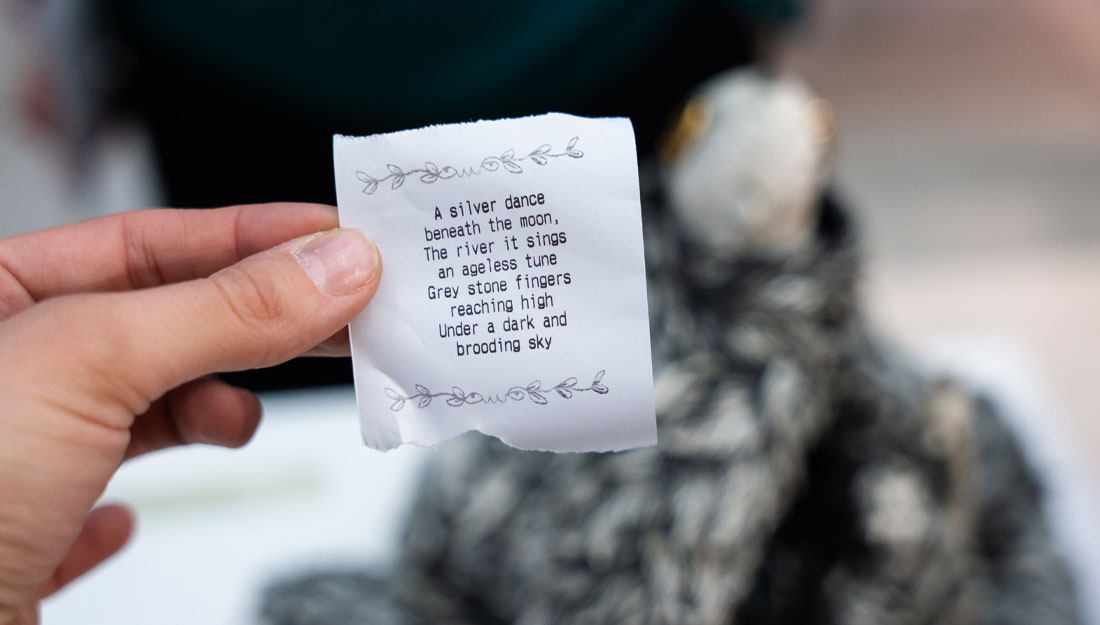 A silver dance
beneath the moon,
The river it sings
an ageless tune
Grey stone fingers
reaching high
Under a dark and
brooding sky